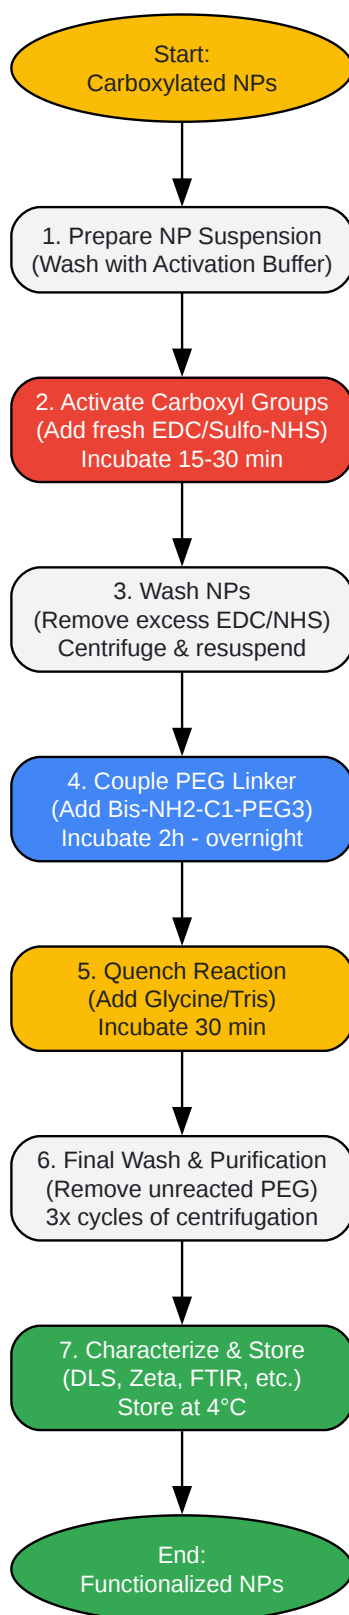 Start:
Carboxylated NPs
1. Prepare NP Suspension
(Wash with Activation Buffer)
2. Activate Carboxyl Groups
(Add fresh EDC/Sulfo-NHS)
Incubate 15-30 min
3. Wash NPs
(Remove excess EDC/NHS)
Centrifuge & resuspend
4. Couple PEG Linker
(Add Bis-NH2-C1-PEG3)
Incubate 2h - overnight
5. Quench Reaction
(Add Glycine/Tris)
Incubate 30 min
6. Final Wash & Purification
(Remove unreacted PEG)
3x cycles of centrifugation
7. Characterize & Store
(DLS, Zeta, FTIR, etc.)
Store at 4°C
End:
Functionalized NPs